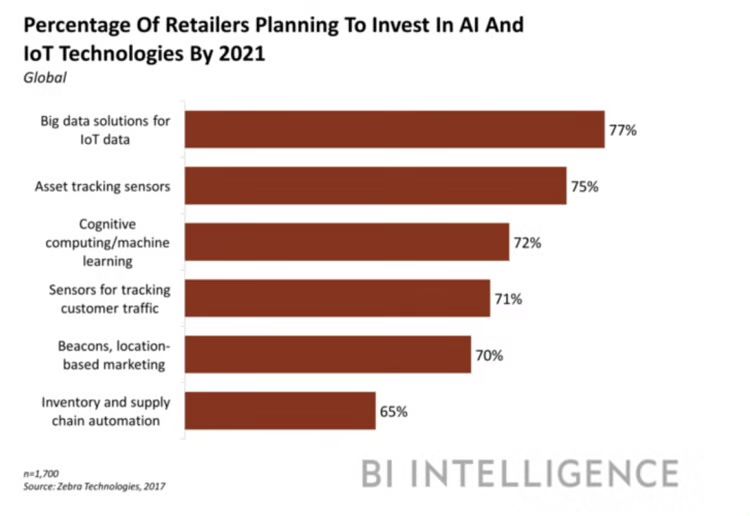 Percentage Of Retailers Planning To Invest In AI And
IoT Technologies By 2021
Global
Big data solutions for
IoT data
77%
Asset tracking sensors
75%
Cognitive
computing/machine
learning
72%
Sensors for tracking
customer traffic
71%
Beacons, location-
based marketing
70%
Inventory and supply
chain automation
65%
n=1,700
Source: Zebra Technologies, 2017
BI INTELLIGENCE